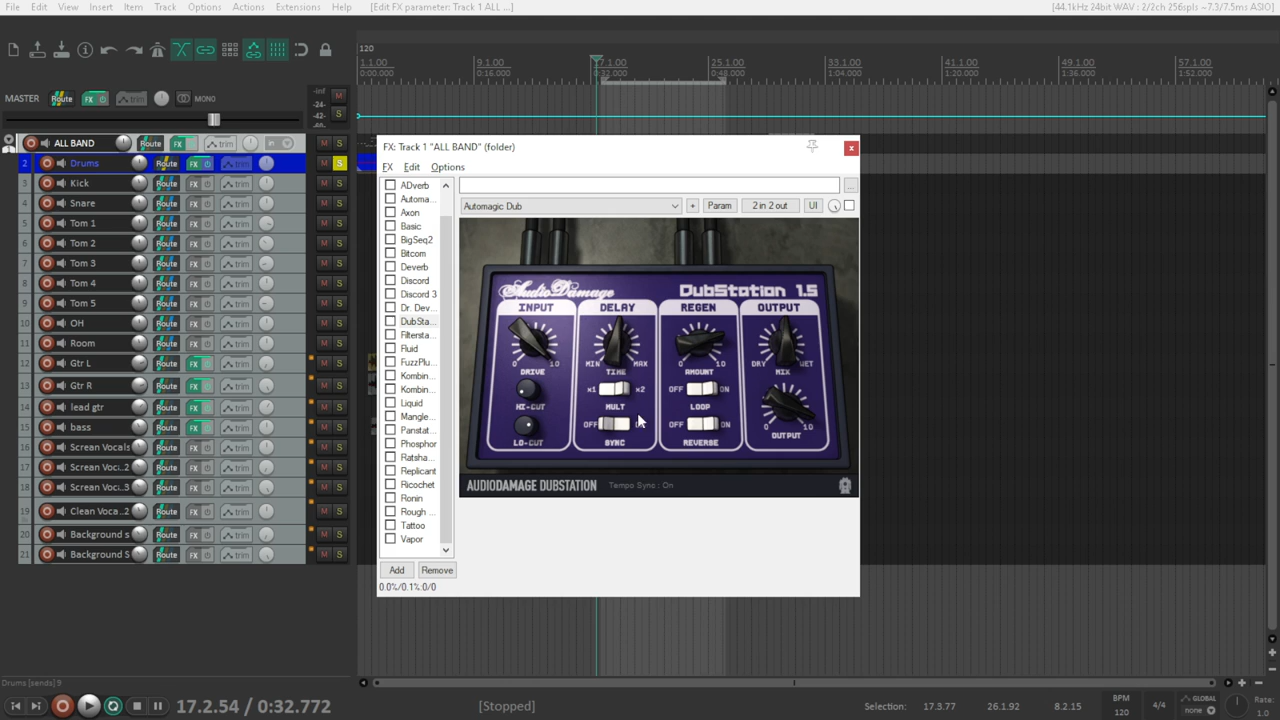 File Edit View Insert Item Track Options Actions Extensions Help [Edit FX parameter: Track 1 ALL ...] [44.1kHz 24bit WAV : 2/2ch 256spls ~7.3/7.5ms ASIO]
120
1.1.00 9.1.00 25.1.00 33.1.00 41.1.00 49.1.00 57.1.00
0:00.000 0:16.000 0:32.000 0:48.000 1:04.000 1:20.000 1:36.000 1:52.000
MASTER Route FX trim MONO -inf M
-24-
-42- S
-60-
ALL BAND Route FX trim in M S
2 Drums Route FX trim M S
3 Kick Route FX trim M S
4 Snare Route FX trim M S
5 Tom 1 Route FX trim M S
6 Tom 2 Route FX trim M S
7 Tom 3 Route FX trim M S
8 Tom 4 Route FX trim M S
9 Tom 5 Route FX trim M S
10 OH Route FX trim M S
11 Room Route FX trim M S
12 Gtr L Route FX trim M S
13 Gtr R Route FX trim M S
14 lead gtr Route FX trim M S
15 bass Route FX trim M S
16 Screan Vocals Route FX trim M S
17 Screan Voc..2 Route FX trim M S
18 Screan Voc..3 Route FX trim M S
19 Clean Voca..2 Route FX trim M S
20 Background s Route FX trim M S
21 Background S Route FX trim M S
FX: Track 1 "ALL BAND" (folder) x
FX Edit Options
ADverb
Automa...
Axon
Basic
BigSeq2
Bitcom
Deverb
Discord
Discord 3
Dr. Dev...
DubSta...
Filtersta...
Fluid
FuzzPlu...
Kombin...
Kombin...
Liquid
Mangle...
Panstat...
Phosphor
Ratsha...
Replicant
Ricochet
Ronin
Rough ...
Tattoo
Vapor
Add Remove
0.0%/0.1%:0/0
...
Automagic Dub + Param 2 in 2 out UI
AudioDamage DubStation 1.5
INPUT DELAY REGEN OUTPUT
0 10 MIN MAX 0 10 DRY WET
DRIVE TIME AMOUNT MIX
x1 x2 OFF ON
HI-CUT MULT LOOP
OFF OFF ON 0 10
LO-CUT SYNC REVERSE OUTPUT
AUDIODAMAGE DUBSTATION Tempo Sync : On
Drums [sends] 9
17.2.54 / 0:32.772 [Stopped] Selection: 17.3.77 26.1.92 8.2.15 BPM 120 4/4 GLOBAL none Rate: 1.0